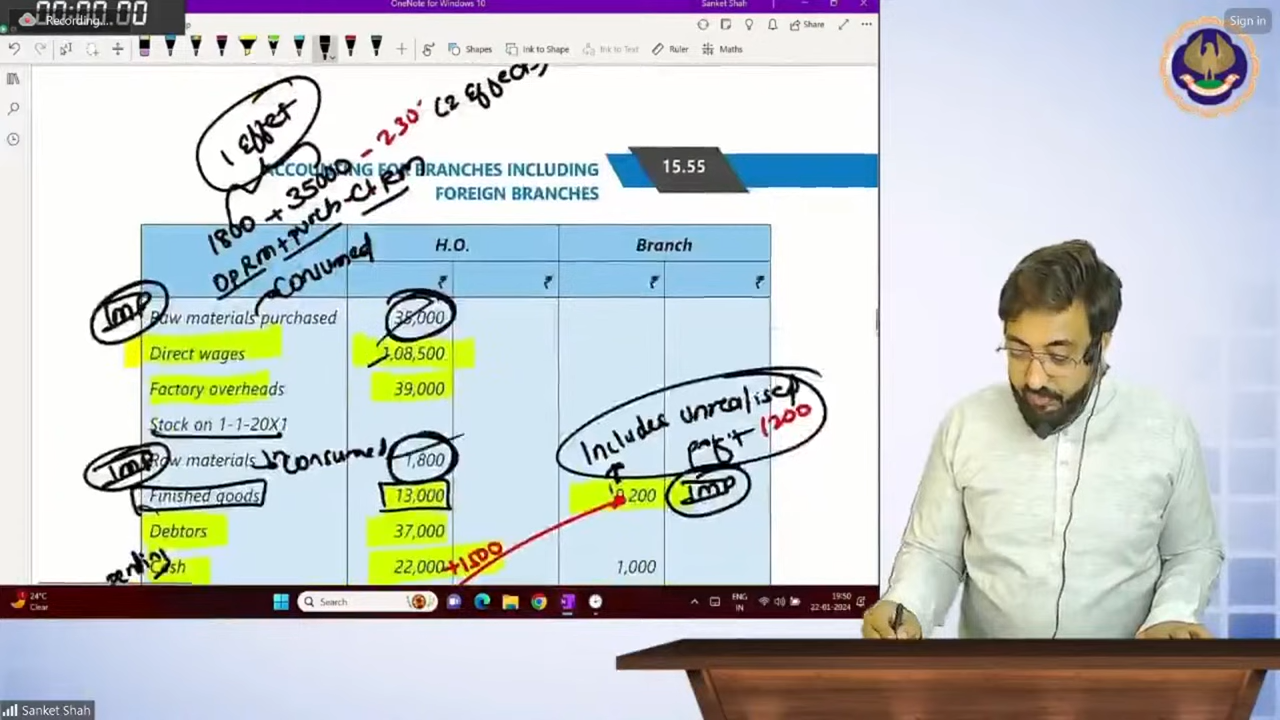 00:00:00.00
Recording...
OneNote for Windows 10
Sanket Shah
Sign in
Share
Shapes
Ink to Shape
Ink to Text
Ruler
Maths
1 Effect
1800 + 35000 - 230 (2 effects)
ACCOUNTING FOR BRANCHES INCLUDING
FOREIGN BRANCHES
15.55
Op Rm + purch - Cl Rm
consumed
H.O. Branch
₹ ₹ ₹ ₹
Imp Raw materials purchased 35,000
Direct wages 1,08,500
Factory overheads 39,000
Stock on 1-1-20X1
Imp Raw materials consumed 1,800
Includes unrealised
profit 1200
Finished goods 13,000 9,200 Imp
Debtors 37,000
Cash 22,000 +1500 1,000
24°C
Clear
Search
ENG
IN
19:50
22-01-2024
Sanket Shah